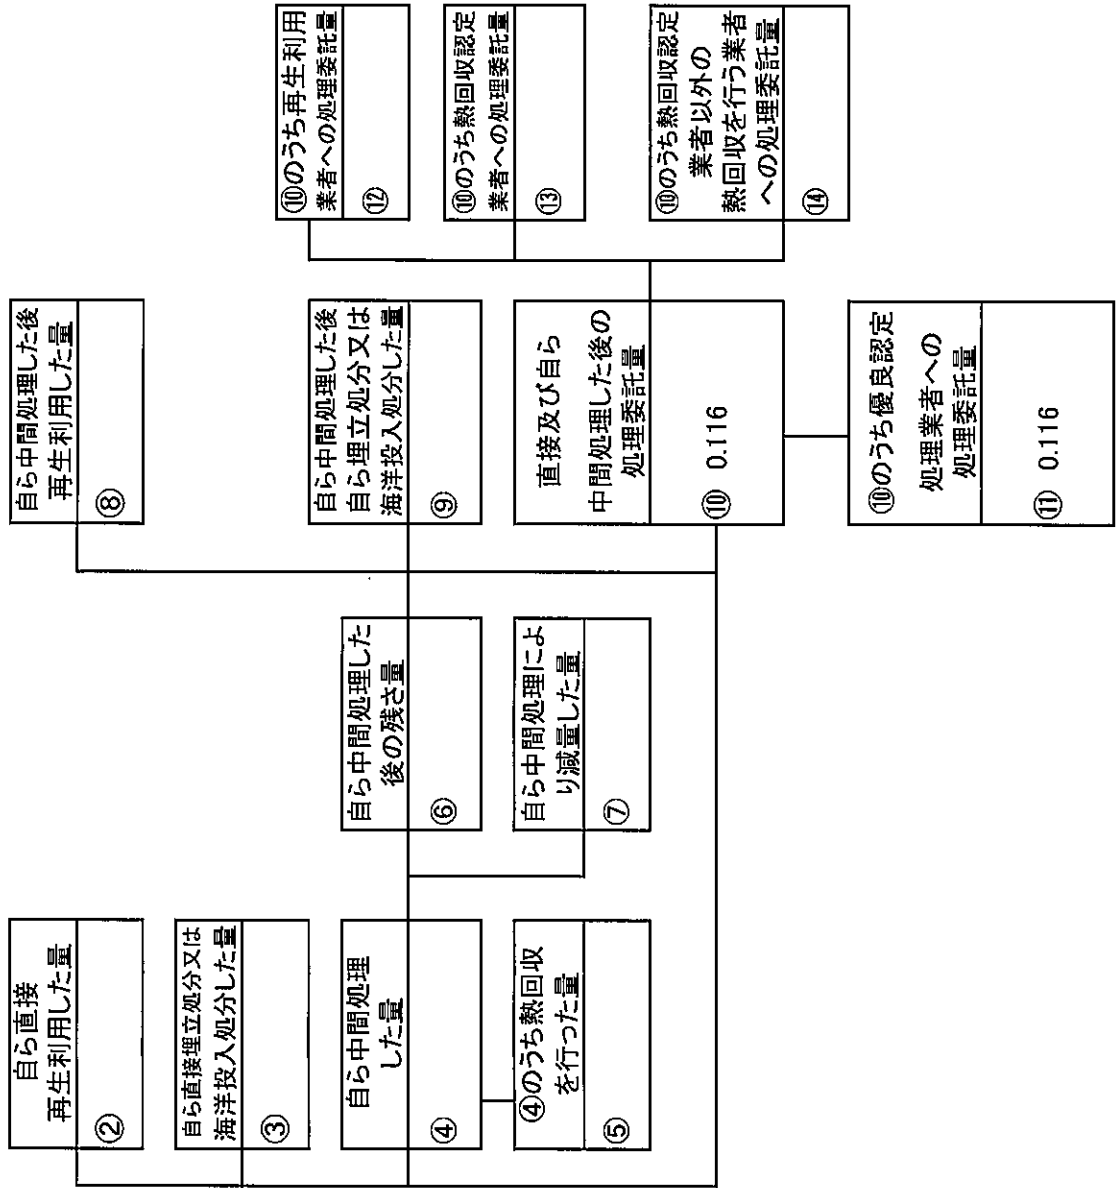 自ら直接
再生利用した量
②
自ら直接埋立処分又は
海洋投入処分した量
③
自ら中間処理
した量
④
④のうち熱回収
を行った量
⑤
自ら中間処理した
後の残さ量
⑥
自ら中間処理によ
り減量した量
⑦
自ら中間処理した後
再生利用した量
⑧
自ら中間処理した後
自ら埋立処分又は
海洋投入処分した量
⑨
直接及び自ら
中間処理した後の
処理委託量
⑩ 0.116
⑩のうち優良認定
処理業者への
処理委託量
⑪ 0.116
⑩のうち再生利用
業者への処理委託量
⑫
⑩のうち熱回収認定
業者への処理委託量
⑬
⑩のうち熱回収認定
業者以外の
熱回収を行う業者
への処理委託量
⑭